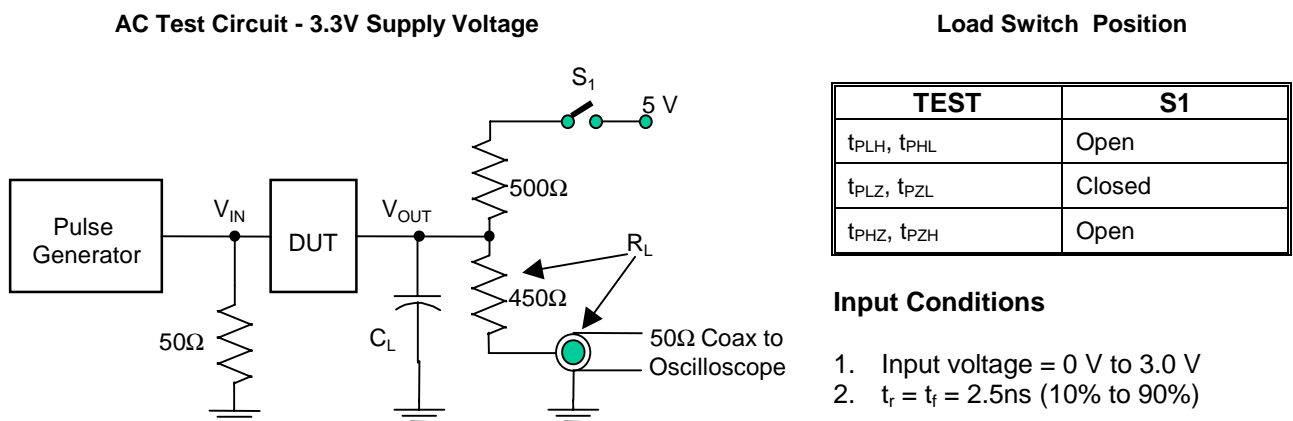 AC Test Circuit - 3.3V Supply Voltage
Load Switch Position
S1
5 V
500Ω
Pulse
Generator
VIN
DUT
VOUT
RL
450Ω
50Ω
CL
50Ω Coax to
Oscilloscope
TEST S1
tPLH, tPHL Open
tPLZ, tPZL Closed
tPHZ, tPZH Open
Input Conditions
1. Input voltage = 0 V to 3.0 V
2. tr = tf = 2.5ns (10% to 90%)